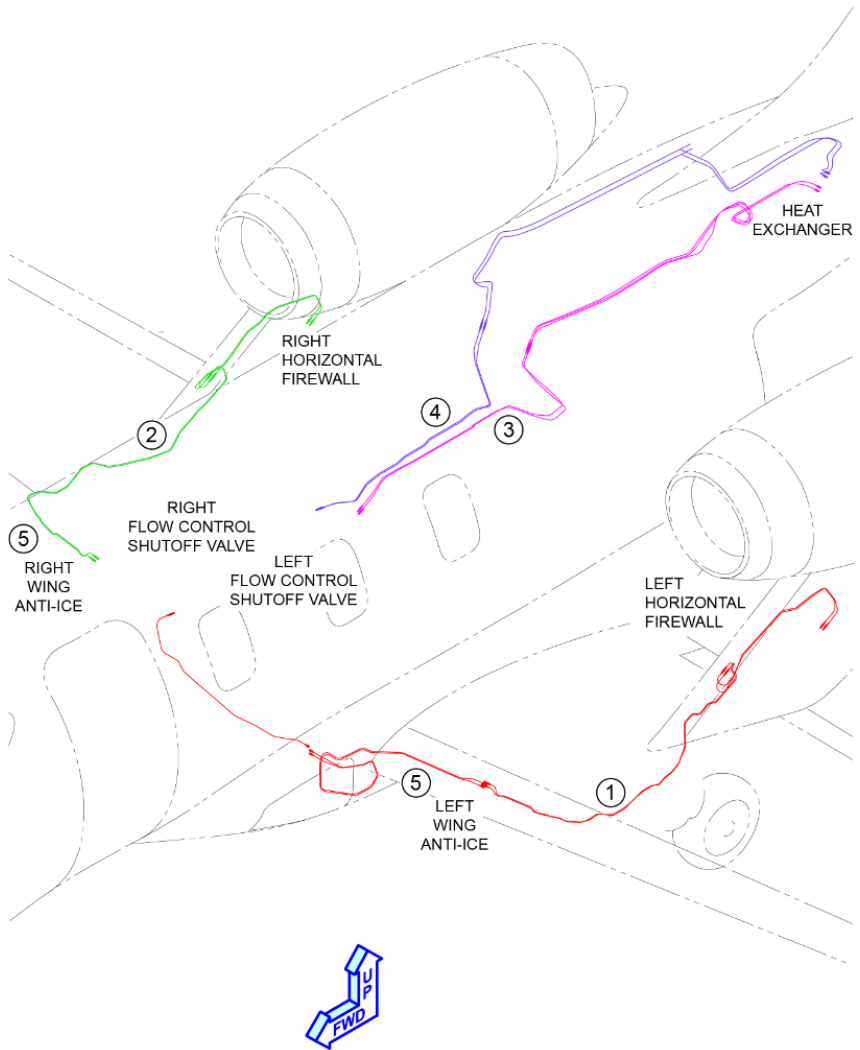 HEAT
EXCHANGER
RIGHT
HORIZONTAL
FIREWALL
4
3
2
RIGHT
FLOW CONTROL
SHUTOFF VALVE
5
RIGHT
WING
ANTI-ICE
LEFT
FLOW CONTROL
SHUTOFF VALVE
LEFT
HORIZONTAL
FIREWALL
5
1
LEFT
WING
ANTI-ICE
UP
FWD